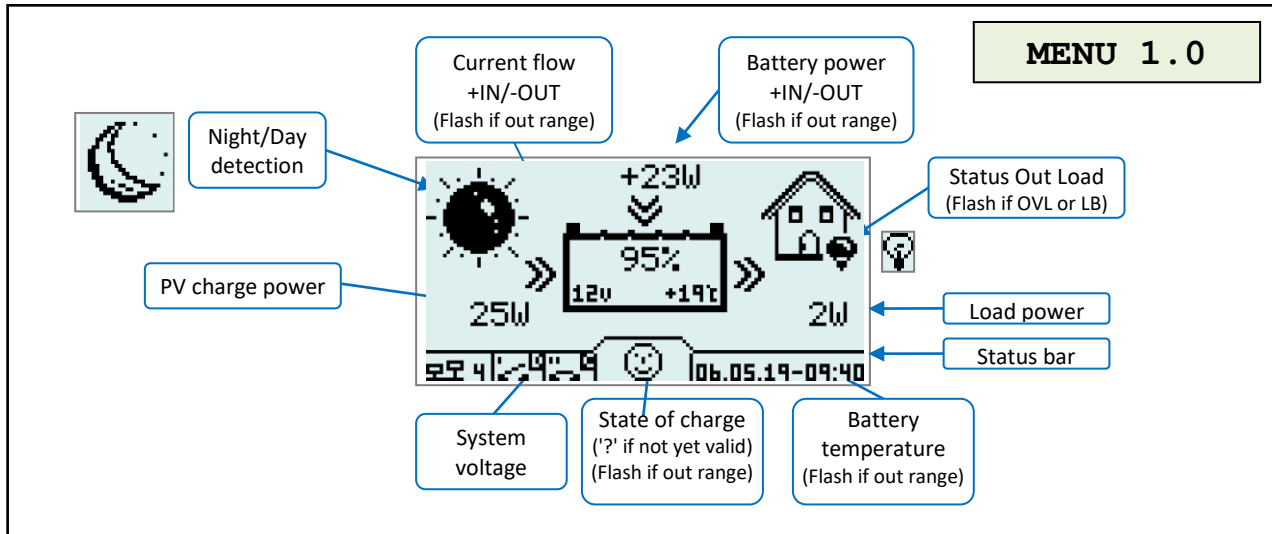 MENU 1.0
Current flow
+IN/-OUT
(Flash if out range)
Battery power
+IN/-OUT
(Flash if out range)
Night/Day
detection
Status Out Load
(Flash if OVL or LB)
+23W
95%
12v
+19℃
PV charge power
25W
2W
Load power
Status bar
4
06.05.19-09:40
System
voltage
State of charge
('?' if not yet valid)
(Flash if out range)
Battery
temperature
(Flash if out range)